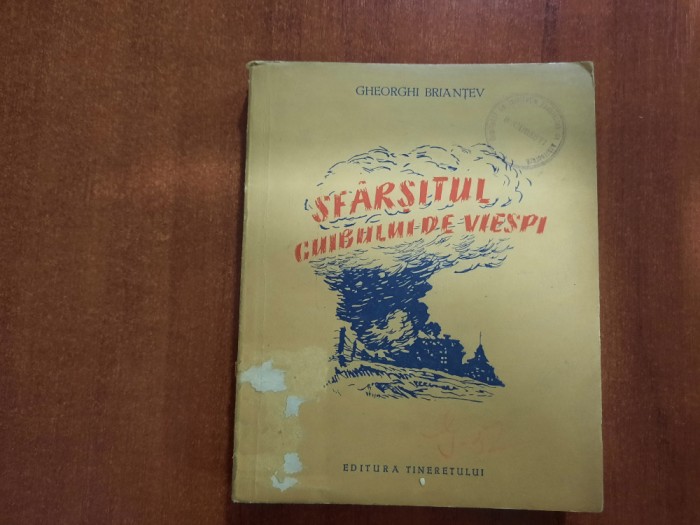 GHEORGHI BRIANȚEV
SFÂRȘITUL
CUIBULUI-DE-VIESPI
EDITURA TINERETULUI